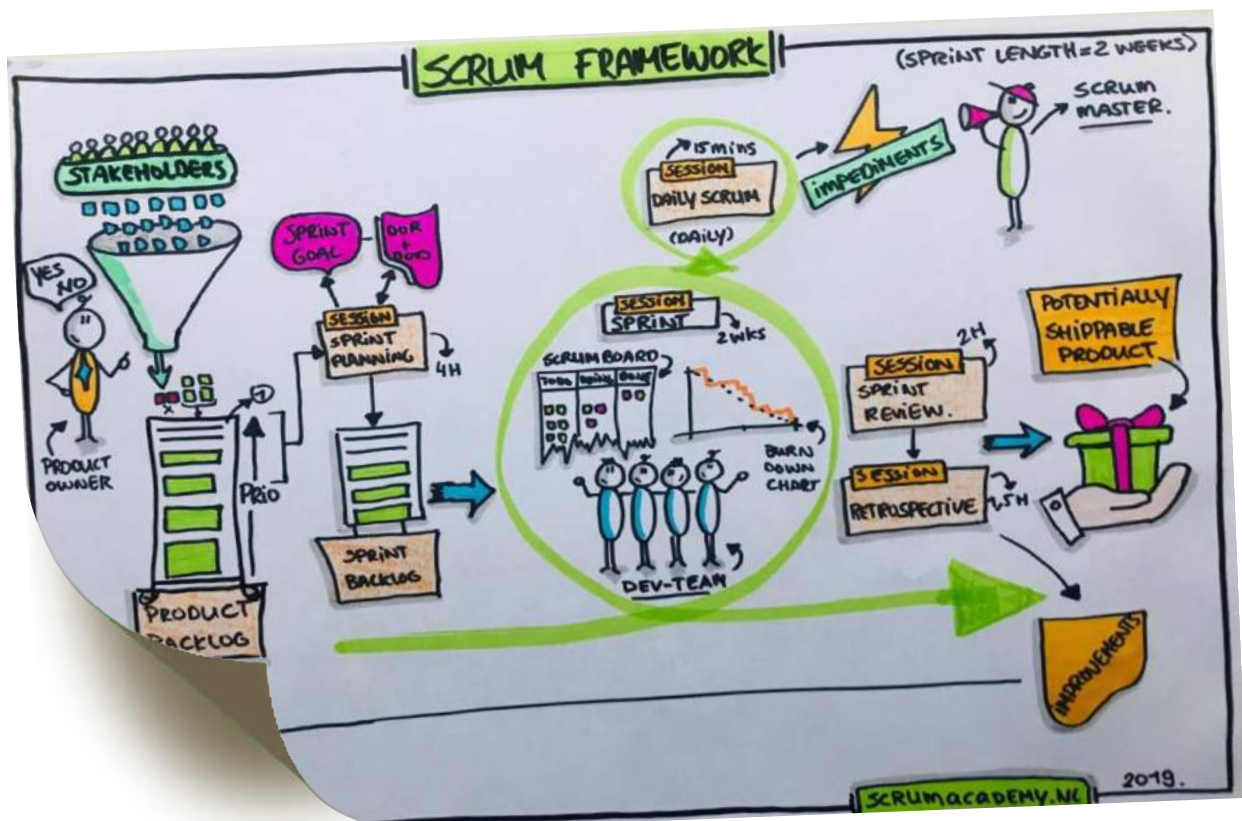 SCRUM FRAMEWORK
(SPRINT LENGTH=2 WEEKS)
STAKEHOLDERS
YES
NO
PRODUCT
OWNER
PRIO
PRODUCT
BACKLOG
SPRINT
GOAL
DOR
+
DOD
SESSION
SPRINT
PLANNING
4H
SPRINT
BACKLOG
15mins
SESSION
DAILY SCRUM
(DAILY)
IMPEDIMENTS
SCRUM
MASTER.
SESSION
SPRINT
2WKS
SCRUMBOARD
TODO DOING DONE
BURN
DOWN
CHART
DEV-TEAM
2H
SESSION
SPRINT
REVIEW.
SESSION
RETROSPECTIVE
1,5H
POTENTIALLY
SHIPPABLE
PRODUCT
IMPROVEMENTS
SCRUMACADEMY.NL
2019.